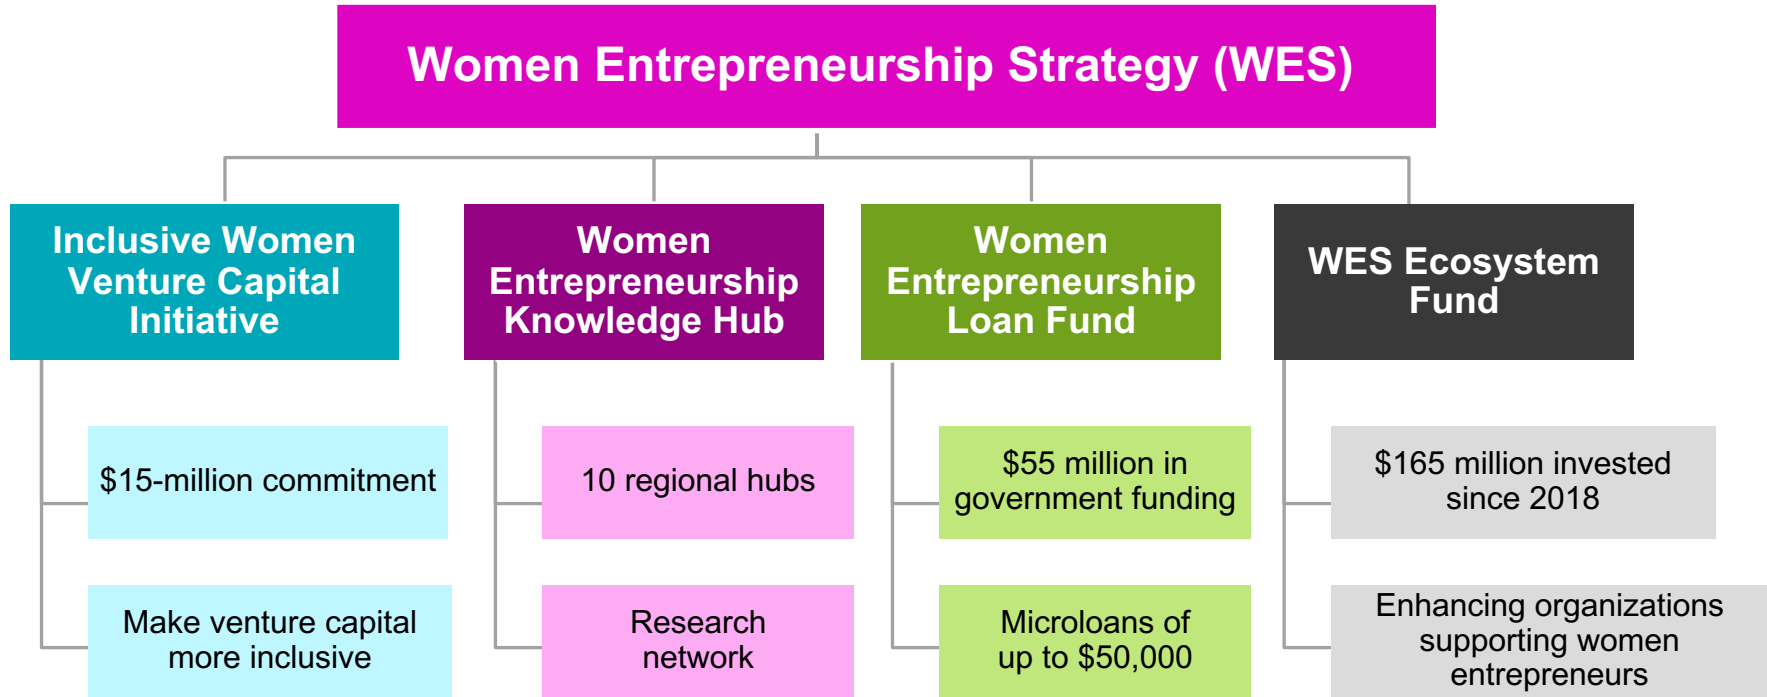 Women Entrepreneurship Strategy (WES)
Inclusive Women
Venture Capital
Initiative
$15-million commitment
Make venture capital
more inclusive
Women
Entrepreneurship
Knowledge Hub
10 regional hubs
Research
network
Women
Entrepreneurship
Loan Fund
$55 million in
government funding
Microloans of
up to $50,000
WES Ecosystem
Fund
$165 million invested
since 2018
Enhancing organizations
supporting women
entrepreneurs